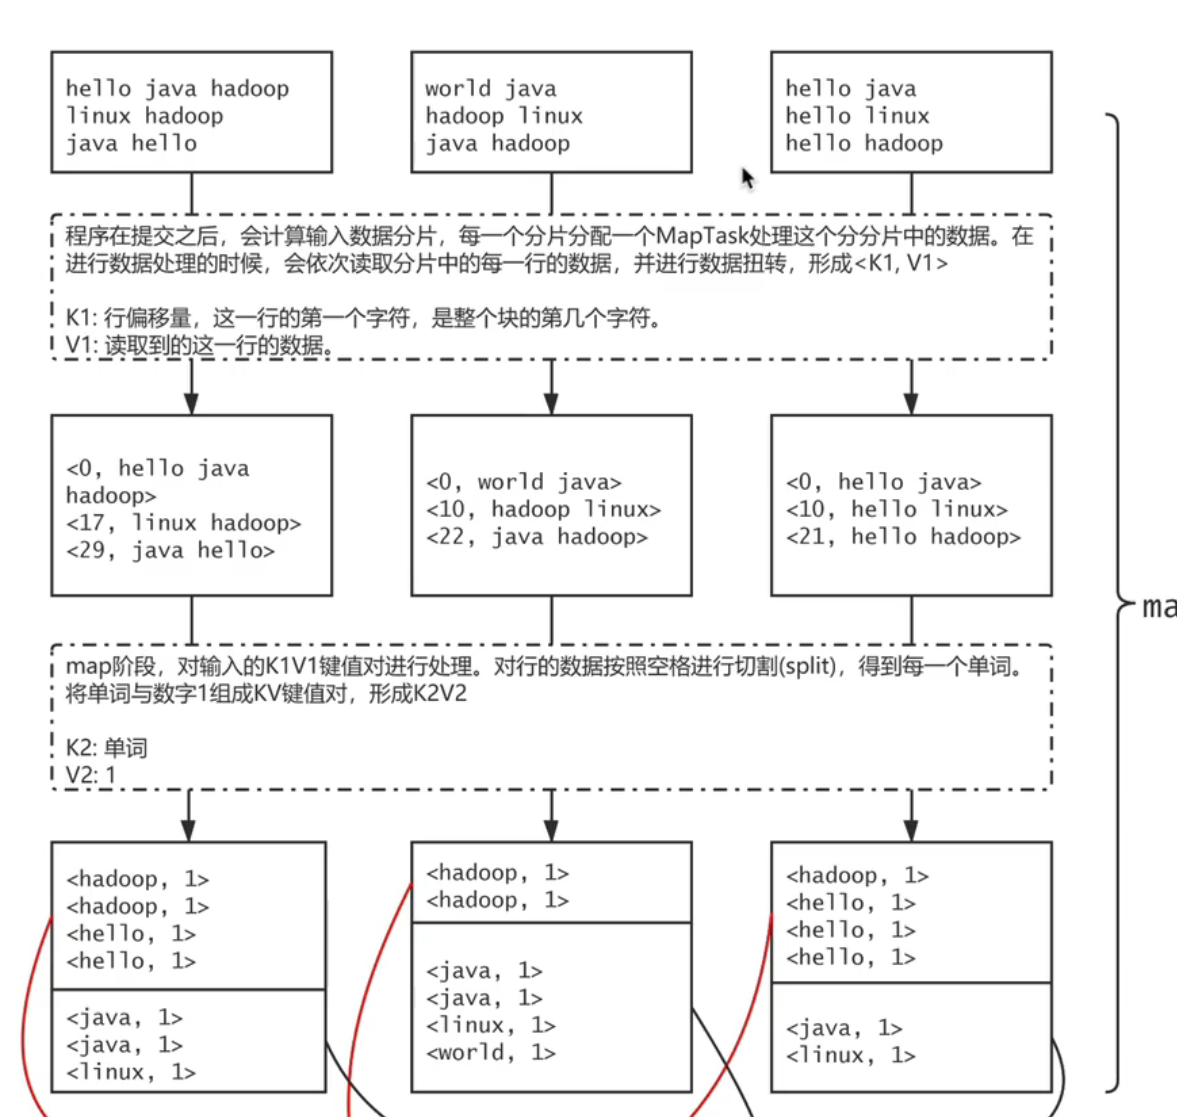 hello java hadoop
linux hadoop
java hello
world java
hadoop linux
java hadoop
hello java
hello linux
hello hadoop
程序在提交之后，会计算输入数据分片，每一个分片分配一个MapTask处理这个分分片中的数据。在
进行数据处理的时候，会依次读取分片中的每一行的数据，并进行数据扭转，形成<K1, V1>
K1: 行偏移量，这一行的第一个字符，是整个块的第几个字符。
V1: 读取到的这一行的数据。
<0, hello java
hadoop>
<17, linux hadoop>
<29, java hello>
<0, world java>
<10, hadoop linux>
<22, java hadoop>
<0, hello java>
<10, hello linux>
<21, hello hadoop>
ma
map阶段，对输入的K1V1键值对进行处理。对行的数据按照空格进行切割(split)，得到每一个单词。
将单词与数字1组成KV键值对，形成K2V2
K2: 单词
V2: 1
<hadoop, 1>
<hadoop, 1>
<hello, 1>
<hello, 1>
<java, 1>
<java, 1>
<linux, 1>
<hadoop, 1>
<hadoop, 1>
<java, 1>
<java, 1>
<linux, 1>
<world, 1>
<hadoop, 1>
<hello, 1>
<hello, 1>
<hello, 1>
<java, 1>
<linux, 1>